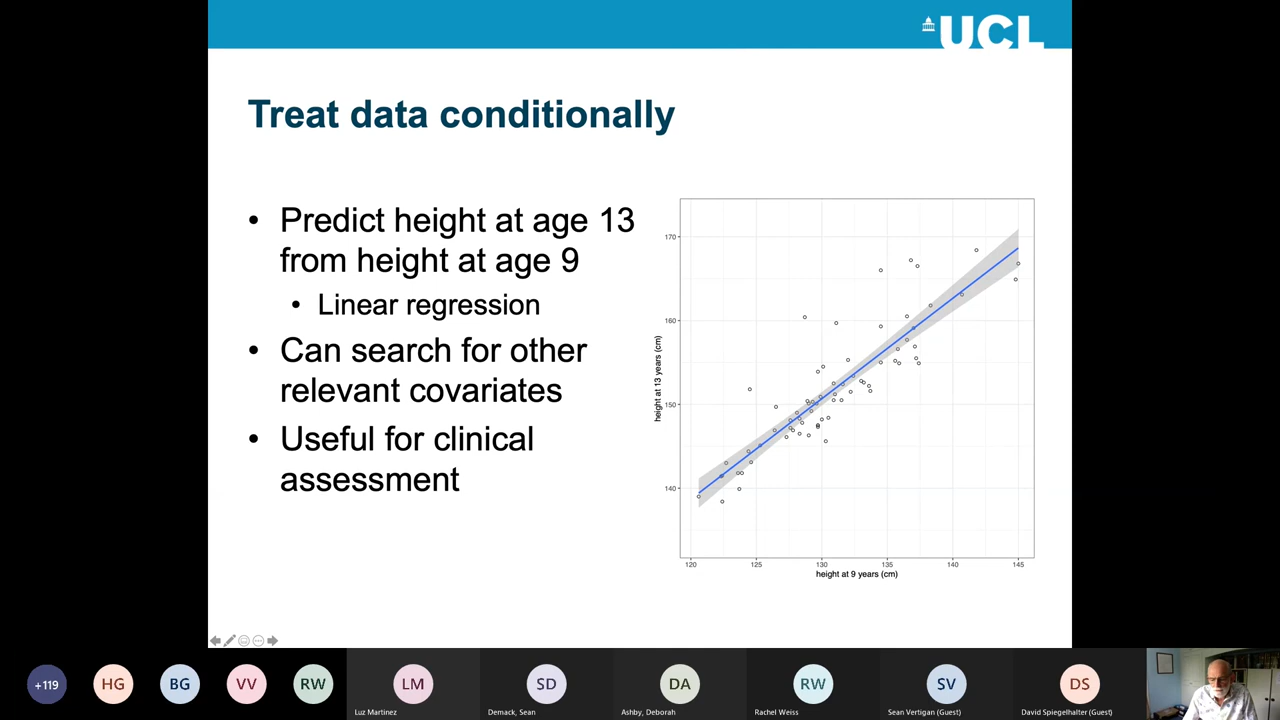 UCL
Treat data conditionally
• Predict height at age 13
from height at age 9
• Linear regression
• Can search for other
relevant covariates
• Useful for clinical
assessment
height at 13 years (cm)
170
160
150
140
120 125 130 135 140 145
height at 9 years (cm)
+119 HG BG VV RW LM SD DA RW SV DS
Luz Martinez Demack, Sean Ashby, Deborah Rachel Weiss Sean Vertigan (Guest) David Spiegelhalter (Guest)